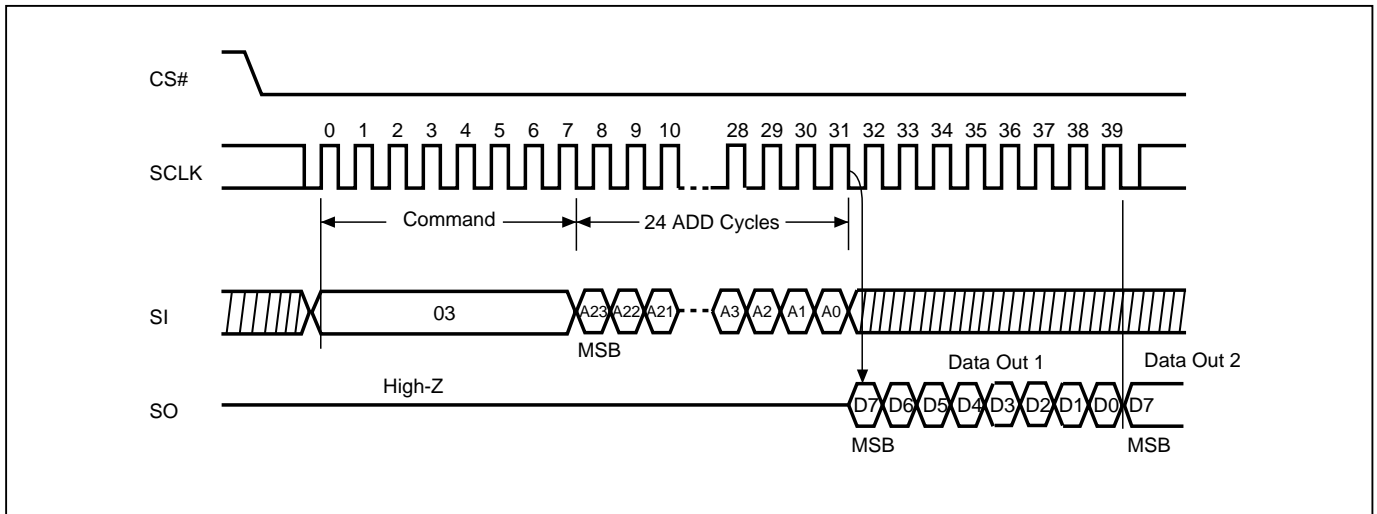 CS#
0 1 2 3 4 5 6 7 8 9 10 28 29 30 31 32 33 34 35 36 37 38 39
SCLK
Command 24 ADD Cycles
SI 03 A23 A22 A21 A3 A2 A1 A0
MSB
Data Out 1 Data Out 2
High-Z
SO D7 D6 D5 D4 D3 D2 D1 D0 D7
MSB MSB